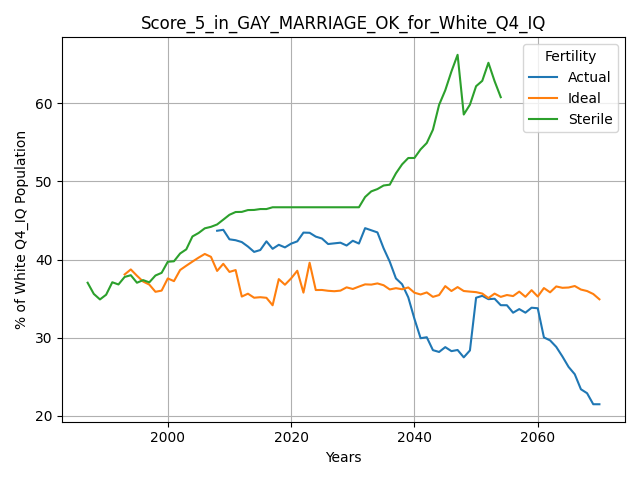 Score_5_in_GAY_MARRIAGE_OK_for_White_Q4_IQ
Fertility
Actual
Ideal
Sterile
% of White Q4_IQ Population
60
50
40
30
20
2000
2020
2040
2060
Years